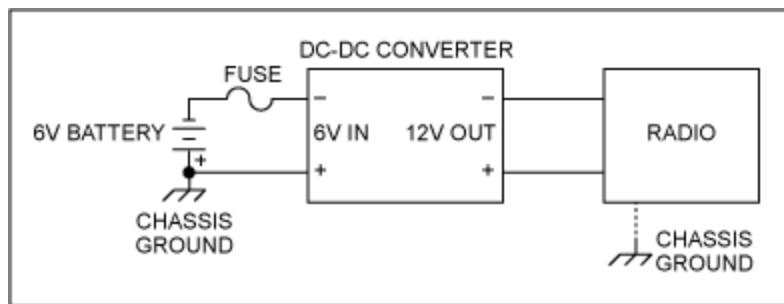 DC-DC CONVERTER
FUSE
6V BATTERY
+
−
6V IN
+
−
12V OUT
+
RADIO
CHASSIS
GROUND
CHASSIS
GROUND